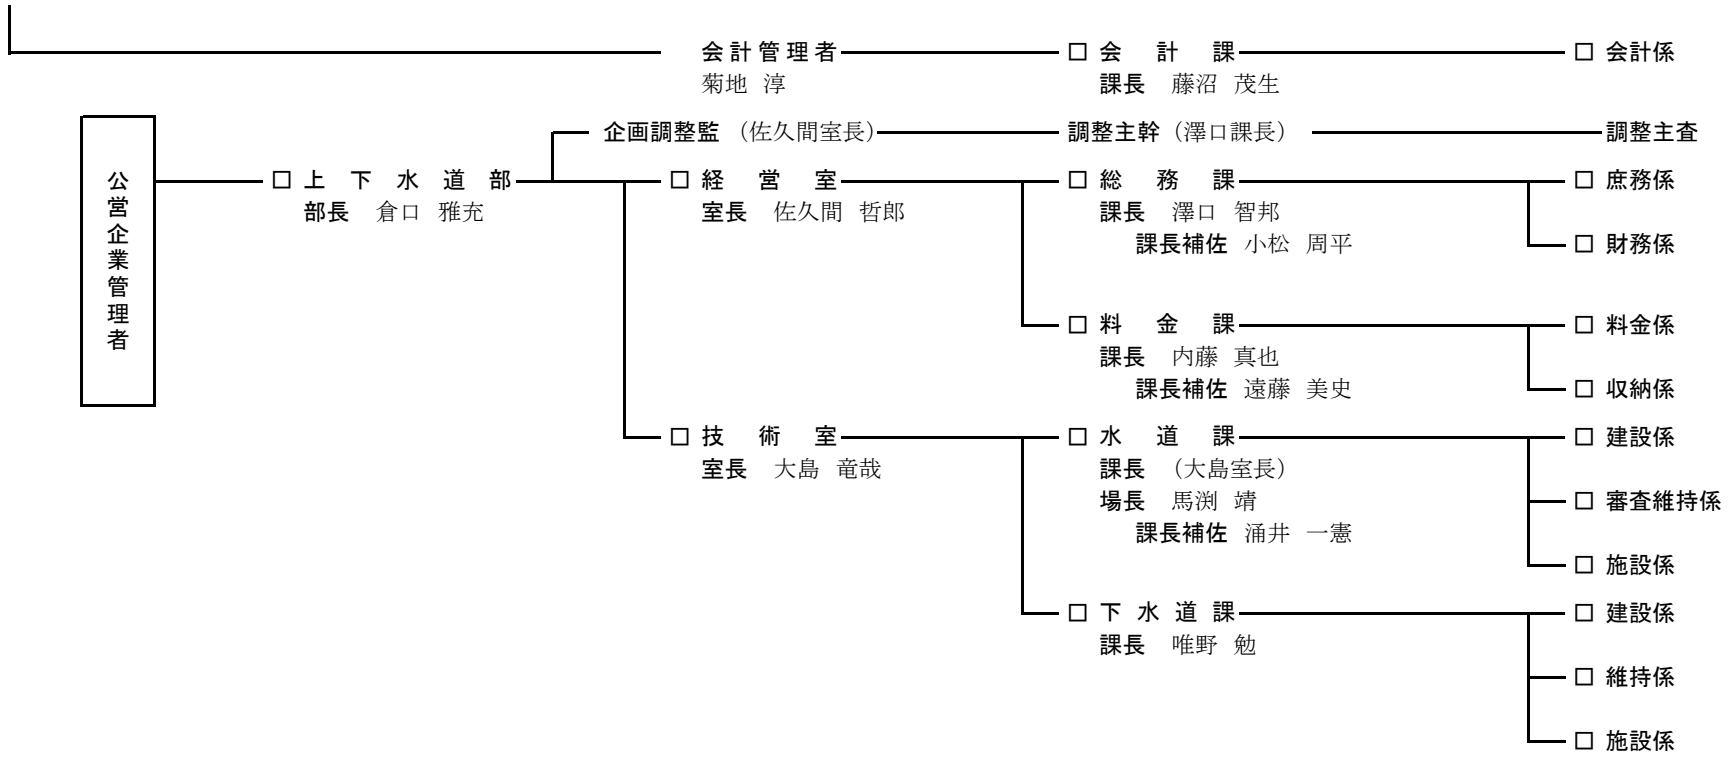 会計管理者 □ 会計課 □ 会計係
菊地 淳 課長 藤沼 茂生
企画調整監 （佐久間室長） 調整主幹 （澤口課長） 調整主査
公営企業管理者
□ 上下水道部 □ 経営室 □ 総務課 □ 庶務係
部長 倉口 雅充 室長 佐久間 哲郎 課長 澤口 智邦
課長補佐 小松 周平 □ 財務係
□ 料金課 □ 料金係
課長 内藤 真也
課長補佐 遠藤 美史 □ 収納係
□ 技術室 □ 水道課 □ 建設係
室長 大島 竜哉 課長 （大島室長）
場長 馬渕 靖 □ 審査維持係
課長補佐 涌井 一憲
□ 施設係
□ 下水道課 □ 建設係
課長 唯野 勉
□ 維持係
□ 施設係